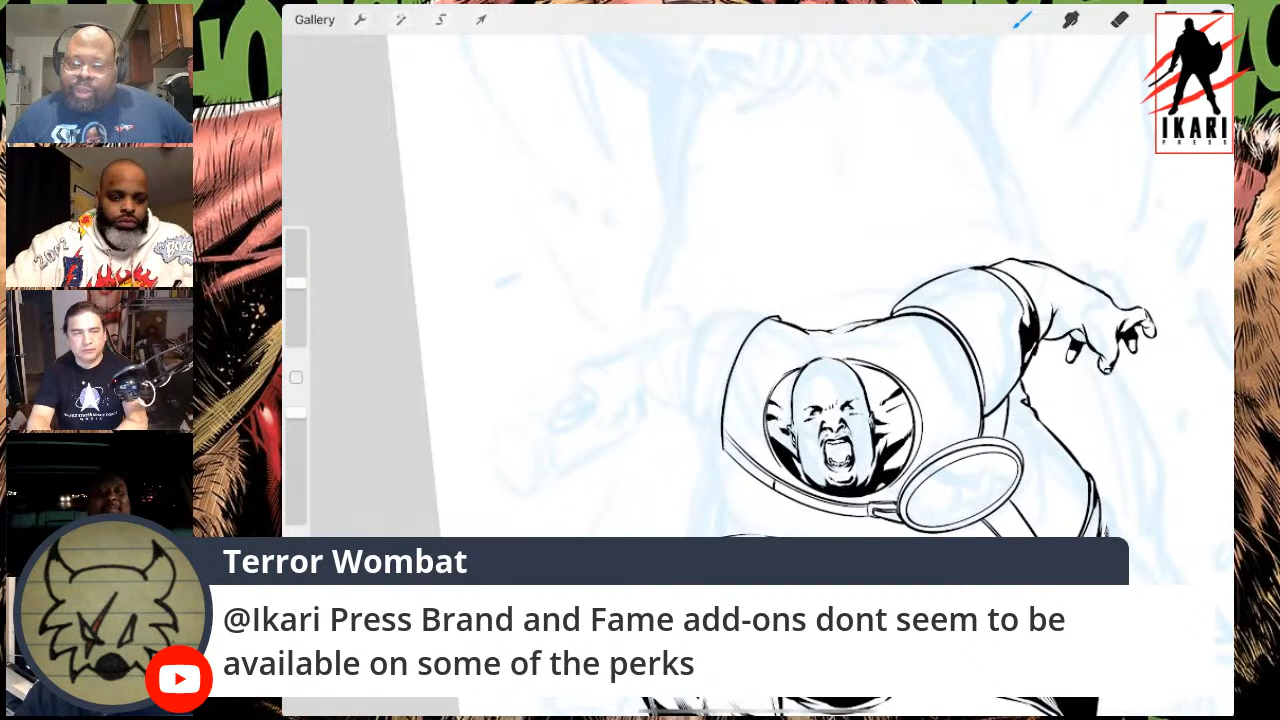 Gallery
IKARI
PRESS
Terror Wombat
@Ikari Press Brand and Fame add-ons dont seem to be
available on some of the perks